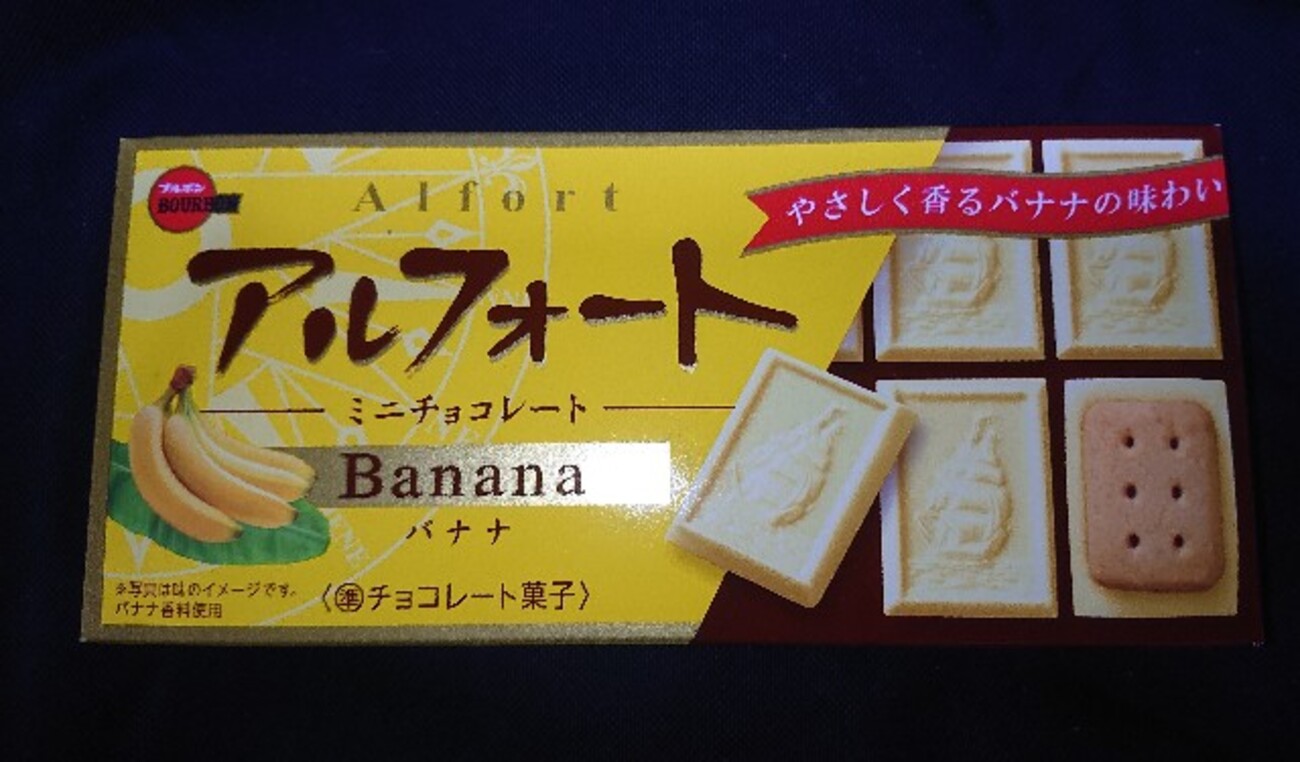 ブルボン
BOURBON
Alfort
やさしく香るバナナの味わい
アルフォート
ミニチョコレート
Banana
バナナ
※写真は味のイメージです。
バナナ香料使用
〈準チョコレート菓子〉